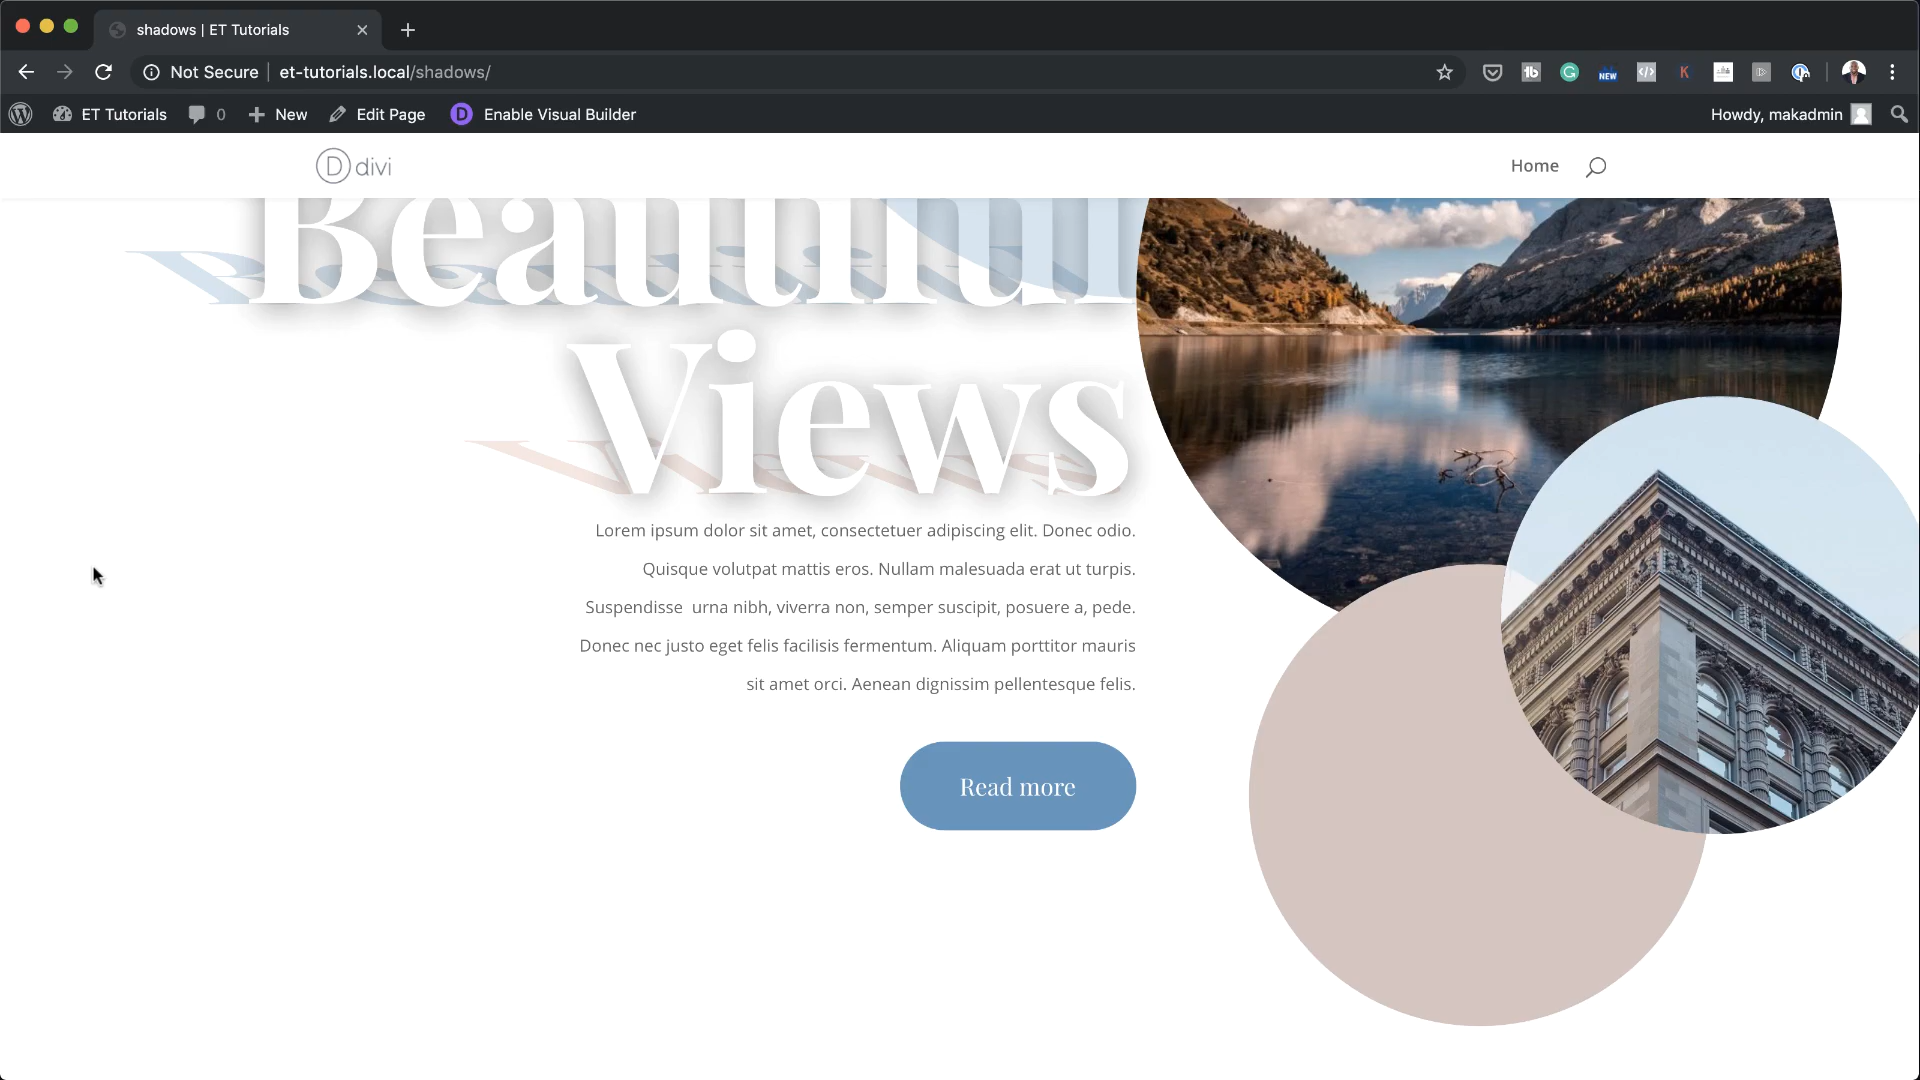 shadows | ET Tutorials
Not Secure | et-tutorials.local/shadows/
NEW
K
ET Tutorials 0 New Edit Page D Enable Visual Builder Howdy, makadmin
D divi Home
Beautiful
Views
Lorem ipsum dolor sit amet, consectetuer adipiscing elit. Donec odio.
Quisque volutpat mattis eros. Nullam malesuada erat ut turpis.
Suspendisse urna nibh, viverra non, semper suscipit, posuere a, pede.
Donec nec justo eget felis facilisis fermentum. Aliquam porttitor mauris
sit amet orci. Aenean dignissim pellentesque felis.
Read more